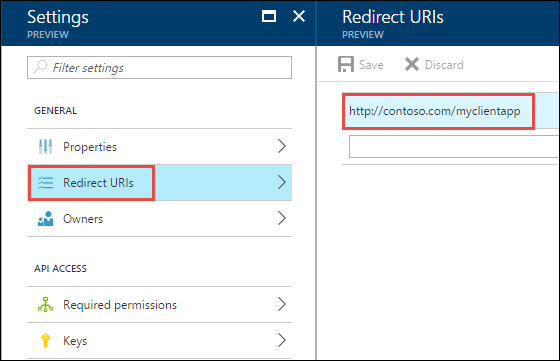 Settings
PREVIEW
Filter settings
GENERAL
Properties
Redirect URIs
Owners
API ACCESS
Required permissions
Keys
Redirect URIs
PREVIEW
Save
Discard
http://contoso.com/myclientapp